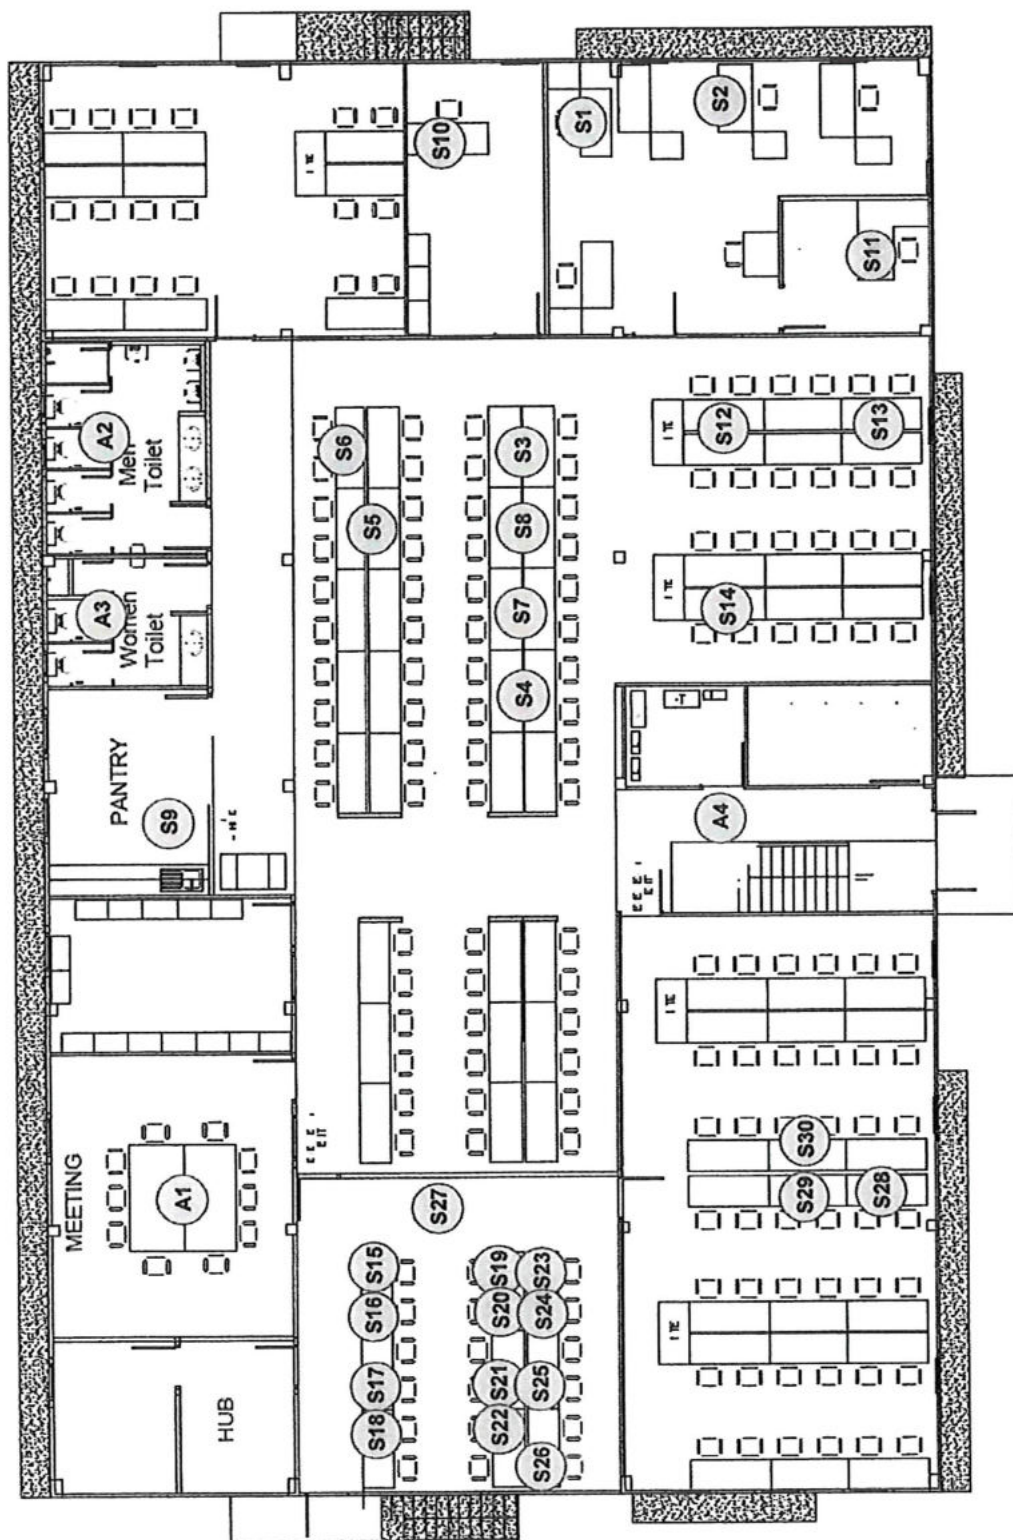 S10
S1
S2
S11
A2
Men
Toilet
S6
S3
S12
S13
S5
S8
A3
Women
Toilet
S7
S14
S4
PANTRY
S9
A4
MEETING
A1
S30
S29
S28
S27
S15
S19
S23
S16
S20
S24
S17
S21
S25
S18
S22
S26
HUB